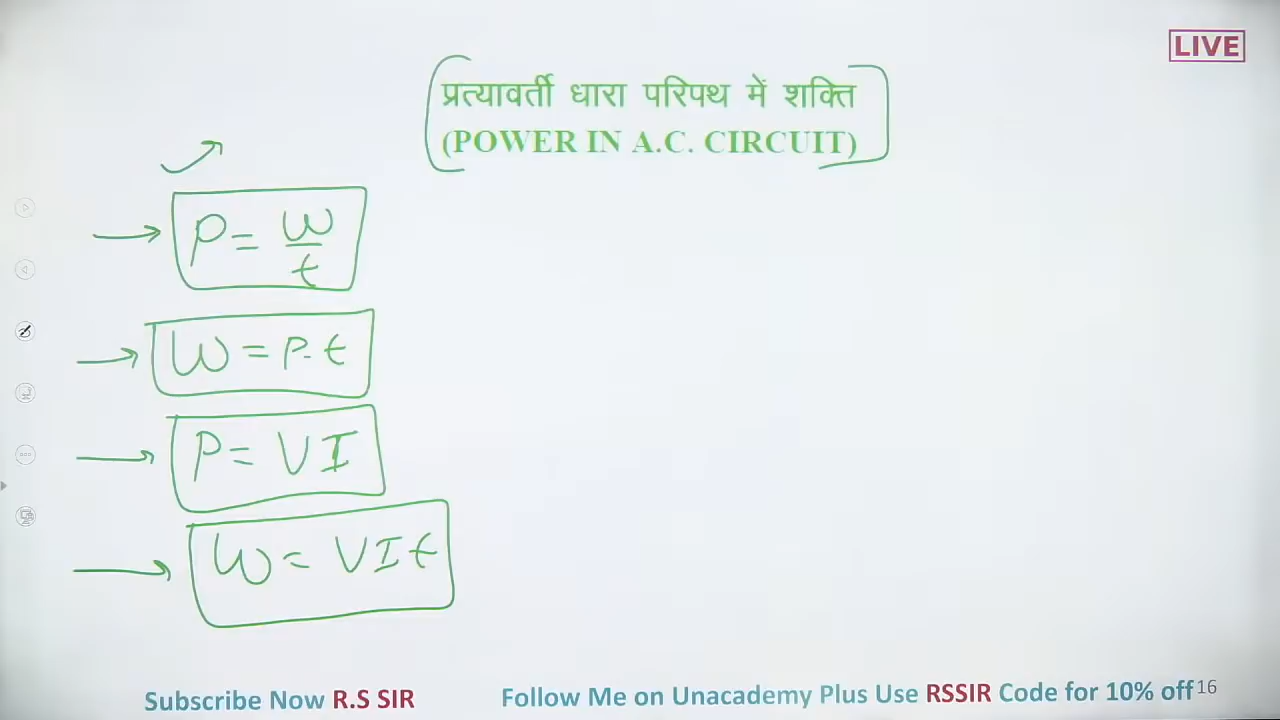 LIVE
प्रत्यावर्ती धारा परिपथ में शक्ति
(POWER IN A.C. CIRCUIT)
P = W/t
W = P. t
P = VI
W = VIt
Subscribe Now R.S SIR
Follow Me on Unacademy Plus Use RSSIR Code for 10% off
16